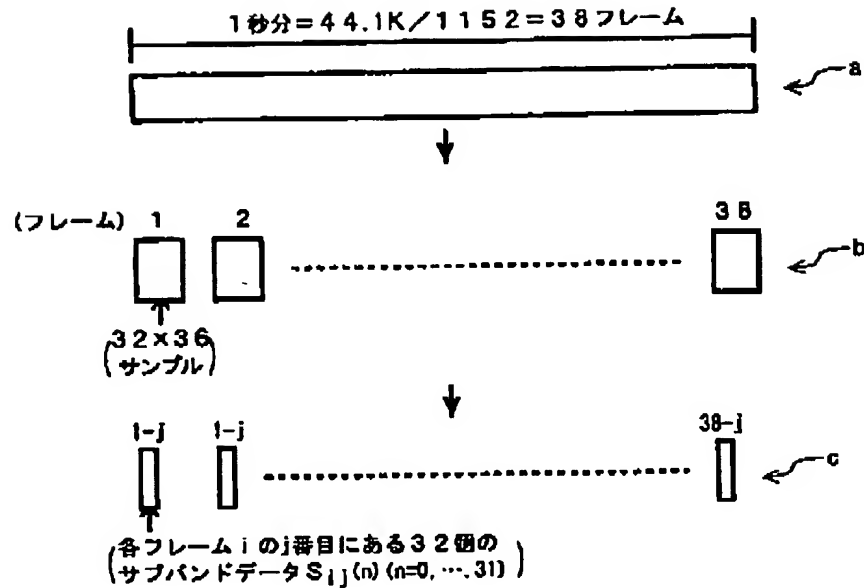 1秒分=44.1K/1152=38フレーム
a
(フレーム) 1 2 38
b
(32×36
サンプル)
1-j 1-j 38-j
c
(各フレームiのj番目にある32個の
サブバンドデータSij(n)(n=0,….31))